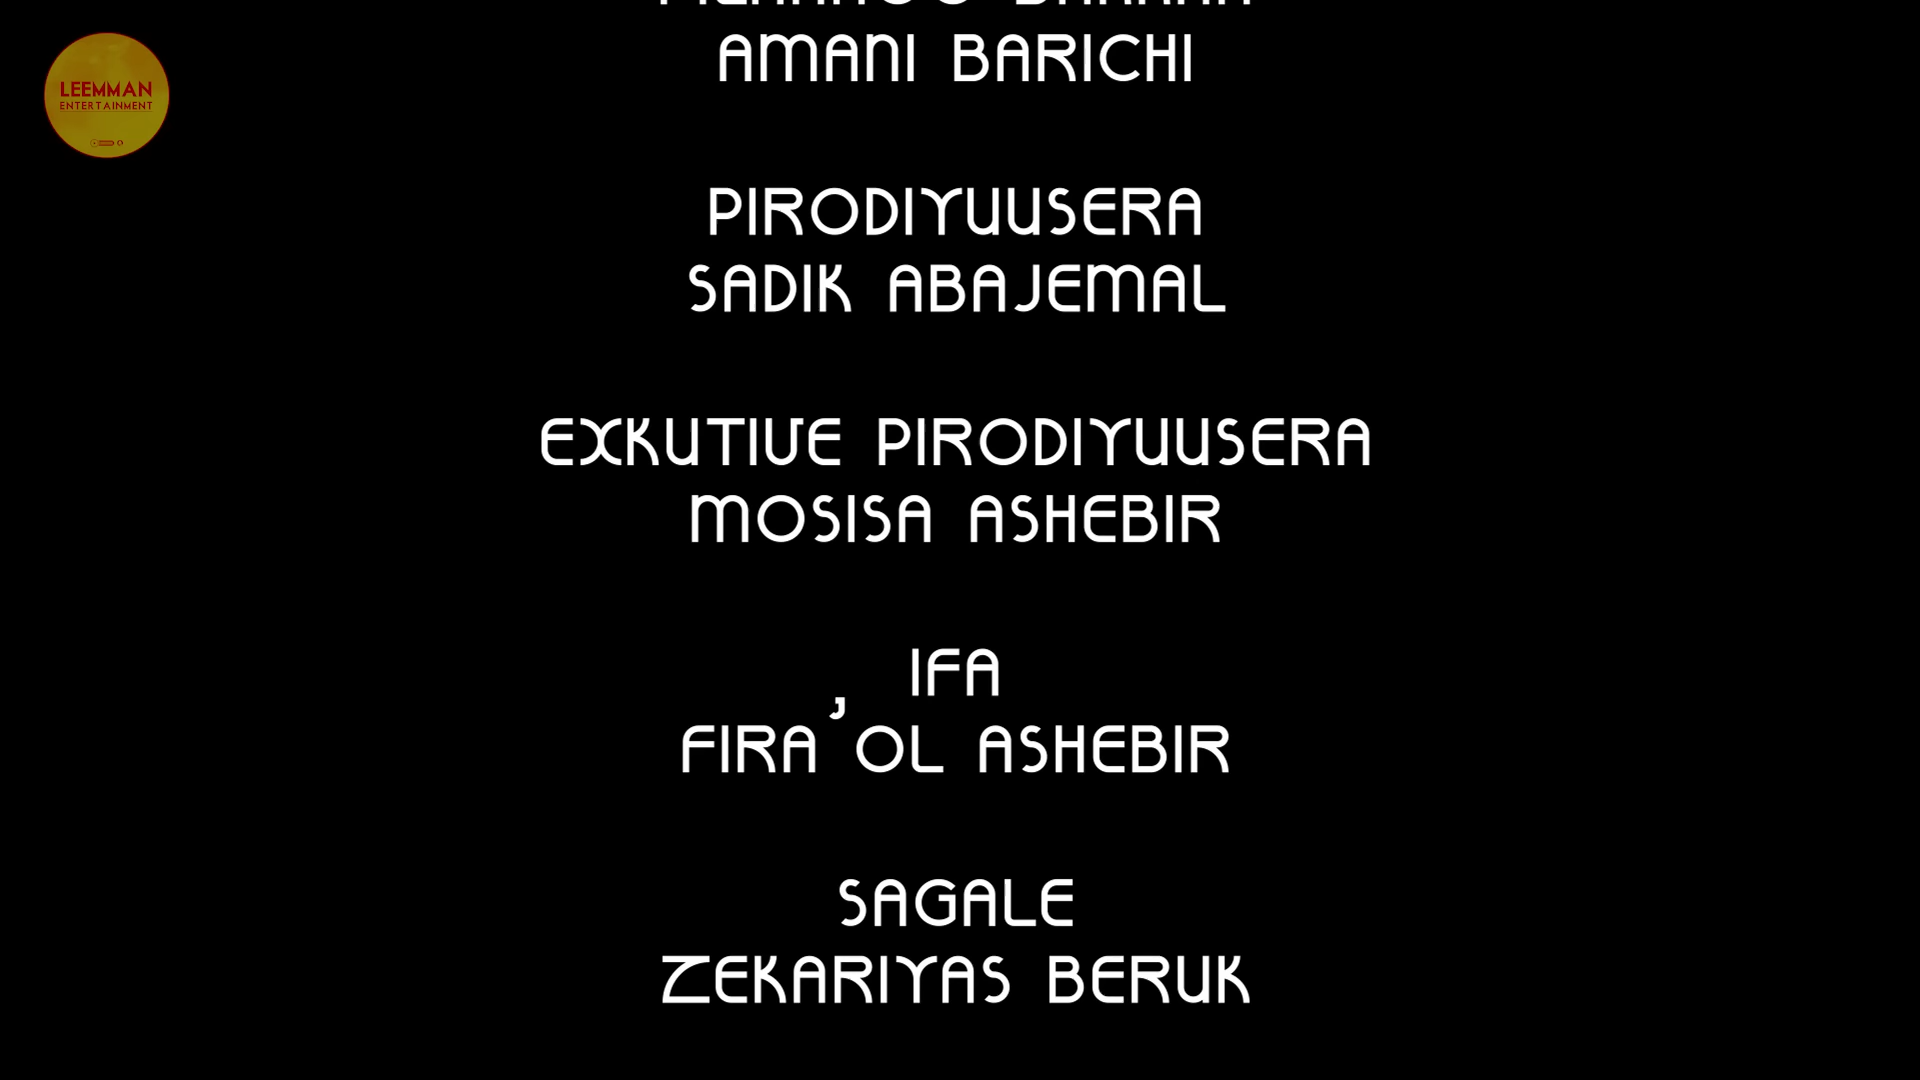 LEEMMAN
ENTERTAINMENT
AMANI BARICHI
PIRODIYUUSERA
SADIK ABAJEMAL
EXKUTIVE PIRODIYUUSERA
MOSISA ASHEBIR
IFA
FIRA'OL ASHEBIR
SAGALE
ZEKARIYAS BERUK